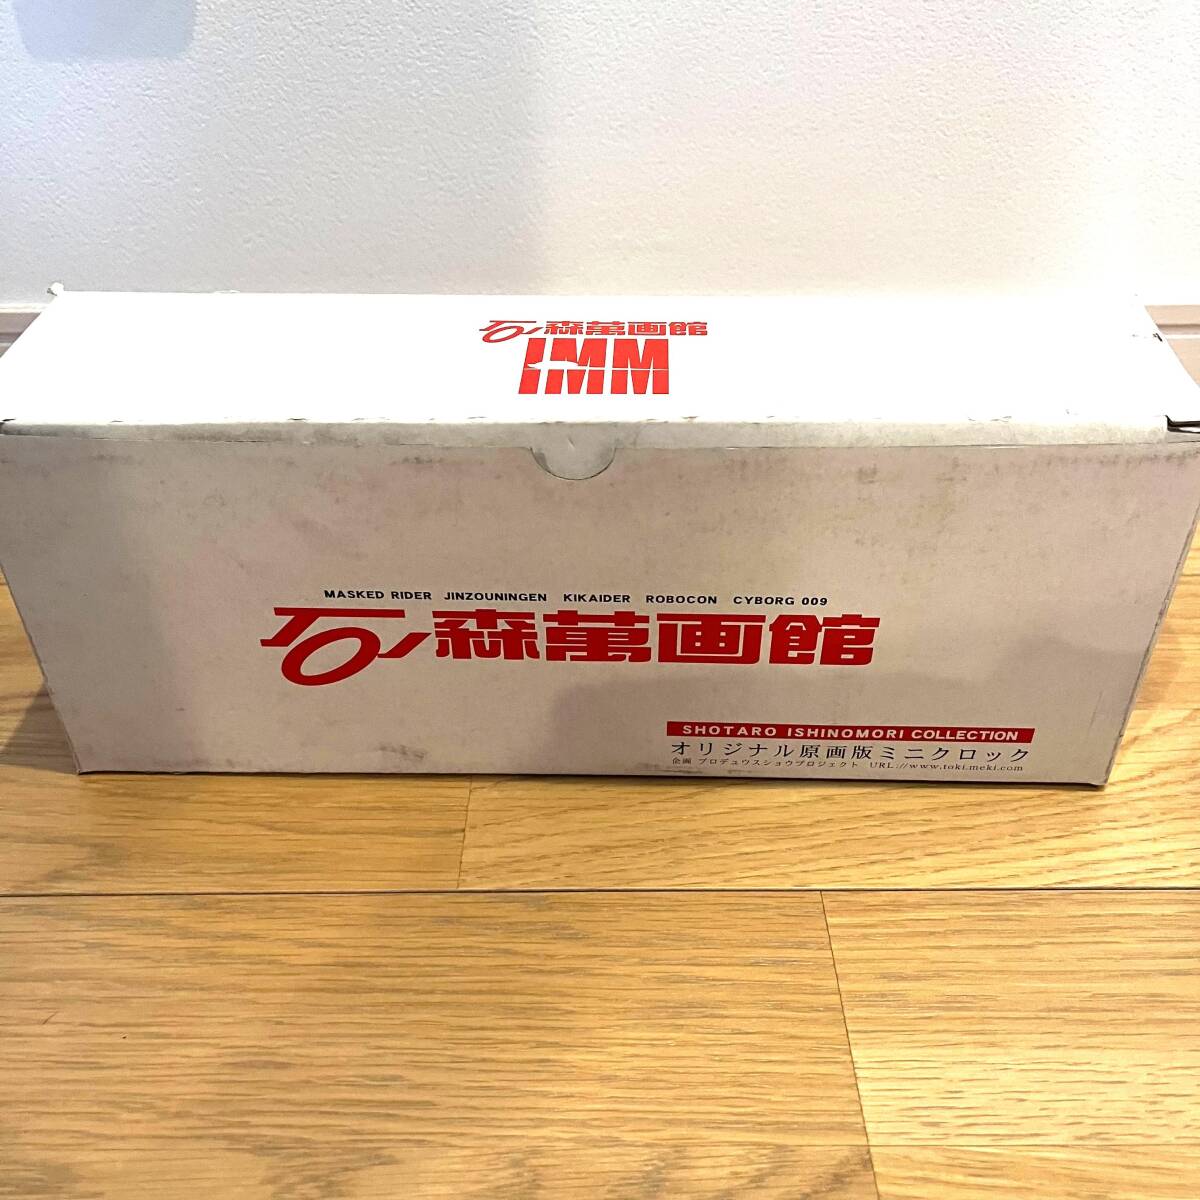 石ノ森萬画館
IMM
MASKED RIDER JINZOUNINGEN KIKAIDER ROBOCON CYBORG 009
石ノ森萬画館
SHOTARO ISHINOMORI COLLECTION
オリジナル原画版ミニクロック
企画 プロデュウスショウプロジェクト URL://www.toki.meki.com